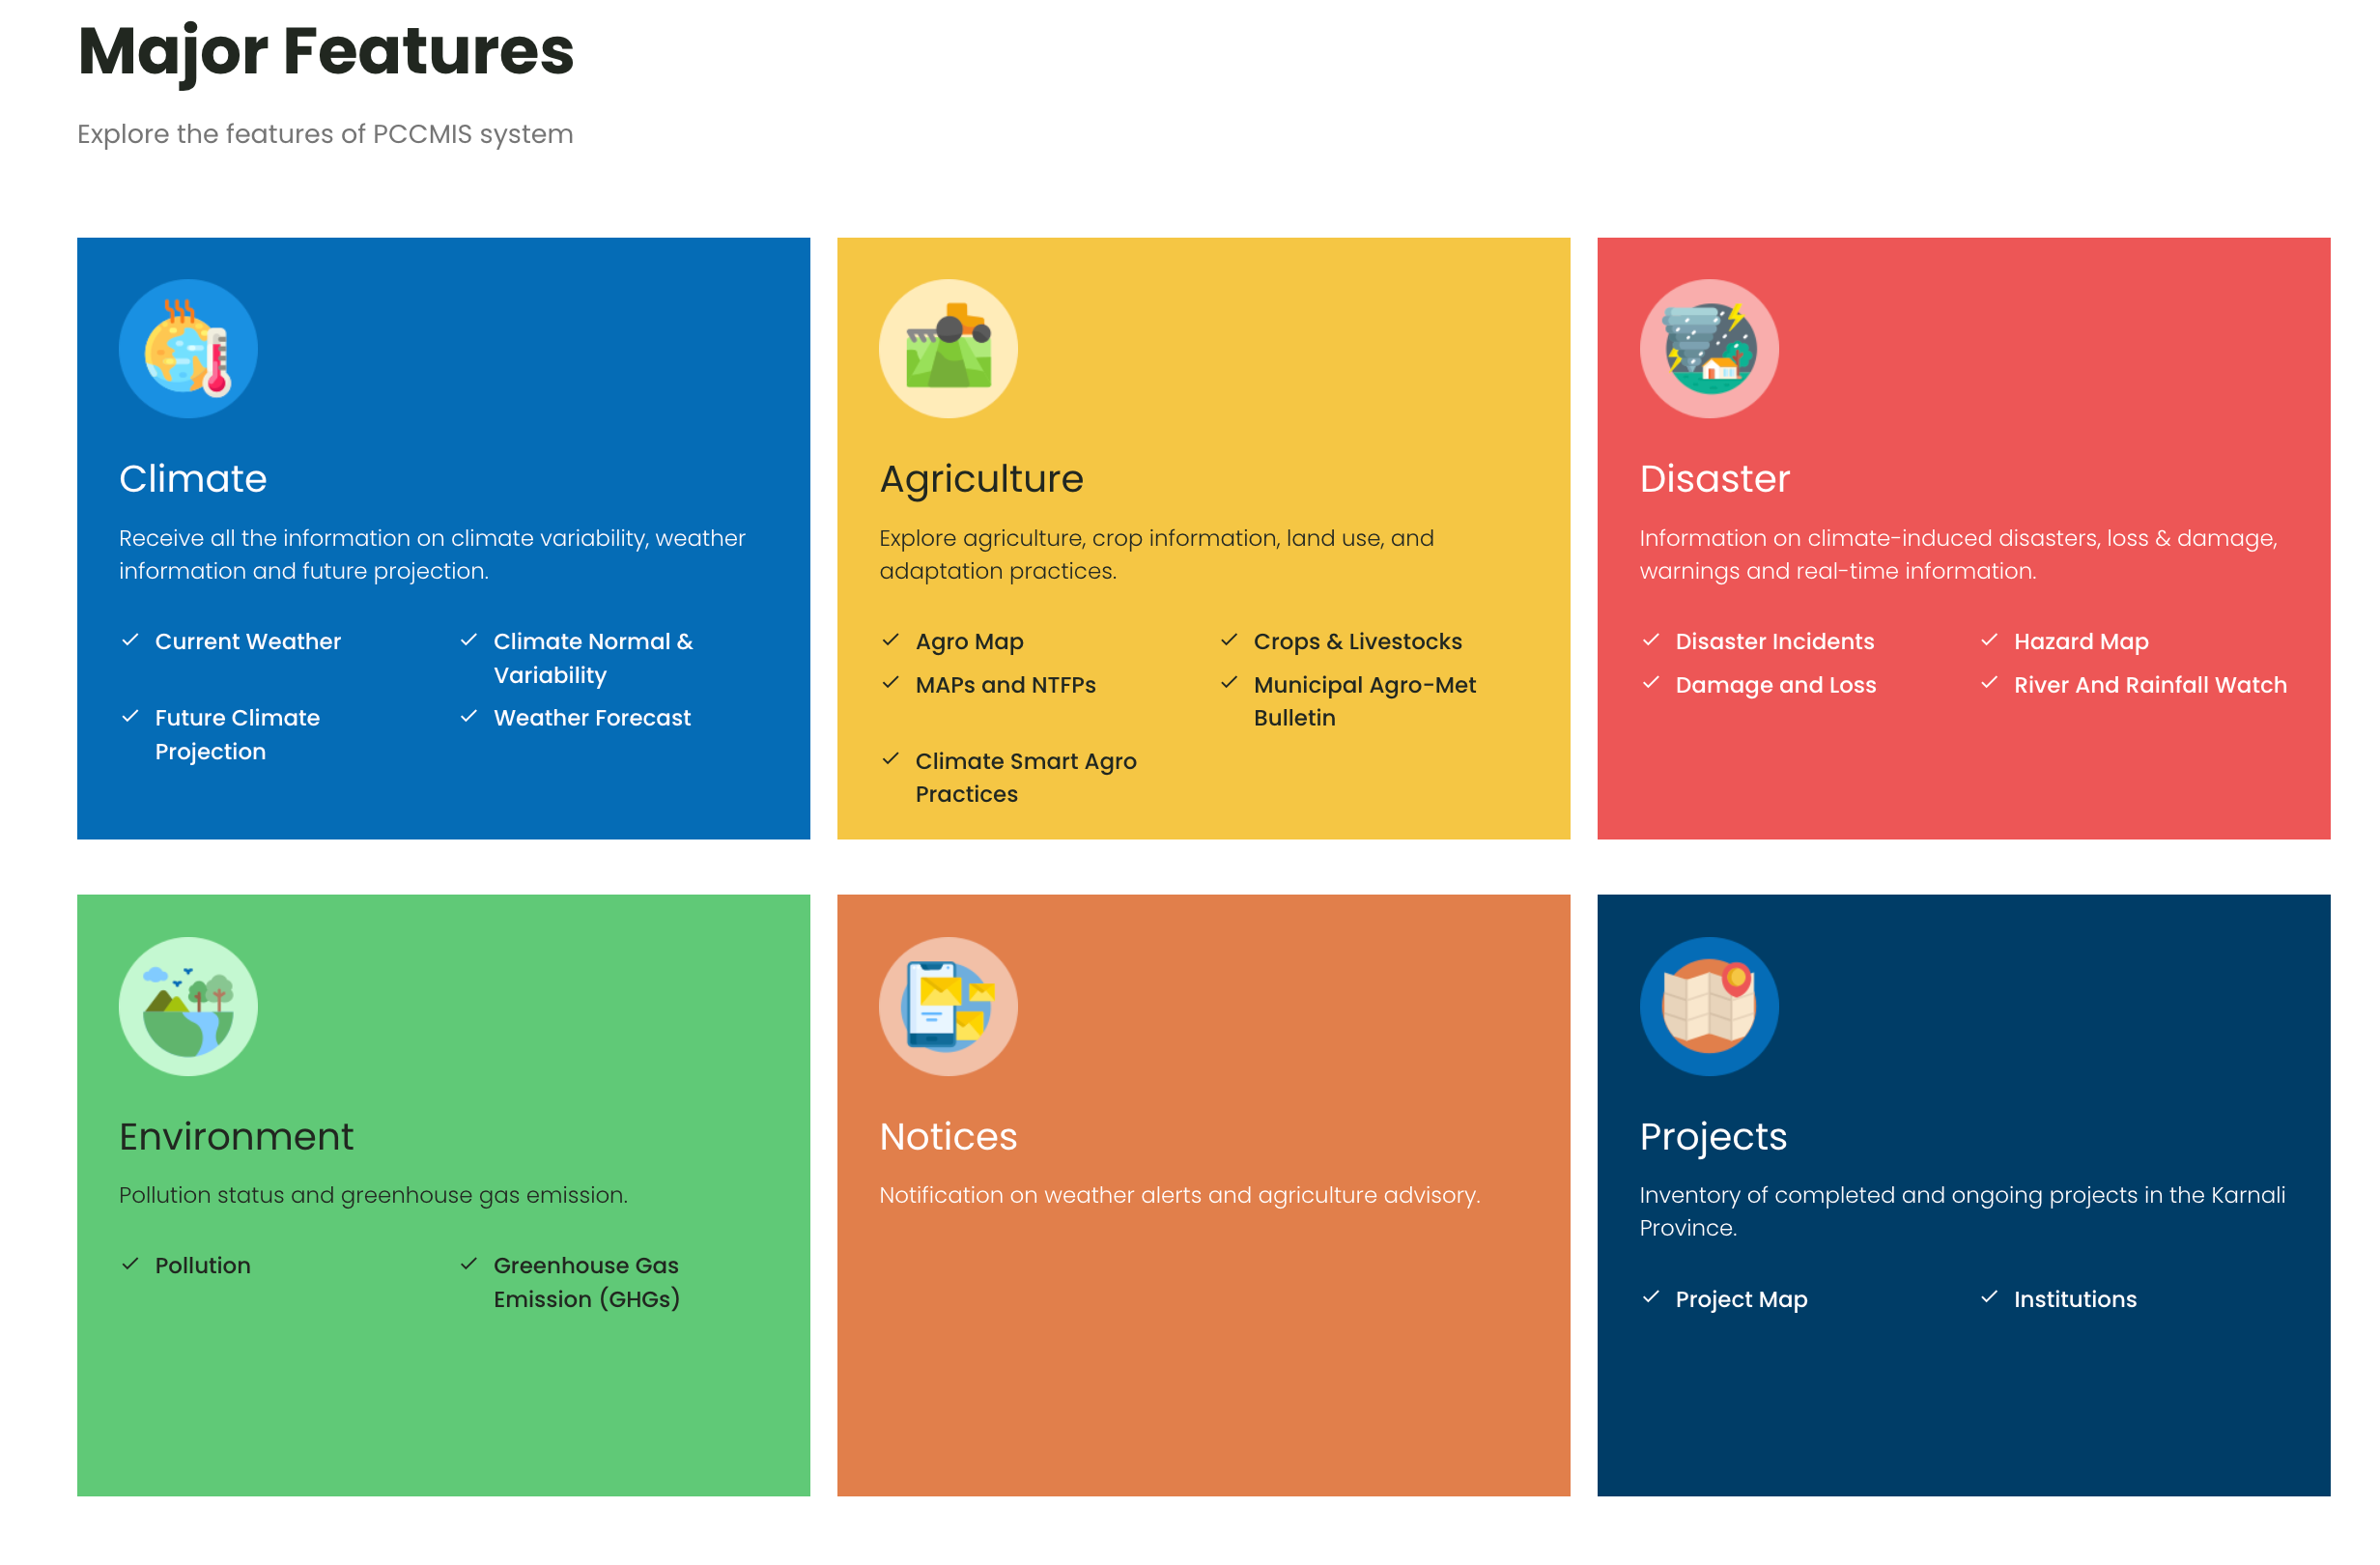 Major Features
Explore the features of PCCMIS system
Climate
Receive all the information on climate variability, weather
information and future projection.
Current Weather
Climate Normal &
Variability
Future Climate
Projection
Weather Forecast
Agriculture
Explore agriculture, crop information, land use, and
adaptation practices.
Agro Map
Crops & Livestocks
MAPs and NTFPs
Municipal Agro-Met
Bulletin
Climate Smart Agro
Practices
Disaster
Information on climate-induced disasters, loss & damage,
warnings and real-time information.
Disaster Incidents
Hazard Map
Damage and Loss
River And Rainfall Watch
Environment
Pollution status and greenhouse gas emission.
Pollution
Greenhouse Gas
Emission (GHGs)
Notices
Notification on weather alerts and agriculture advisory.
Projects
Inventory of completed and ongoing projects in the Karnali
Province.
Project Map
Institutions